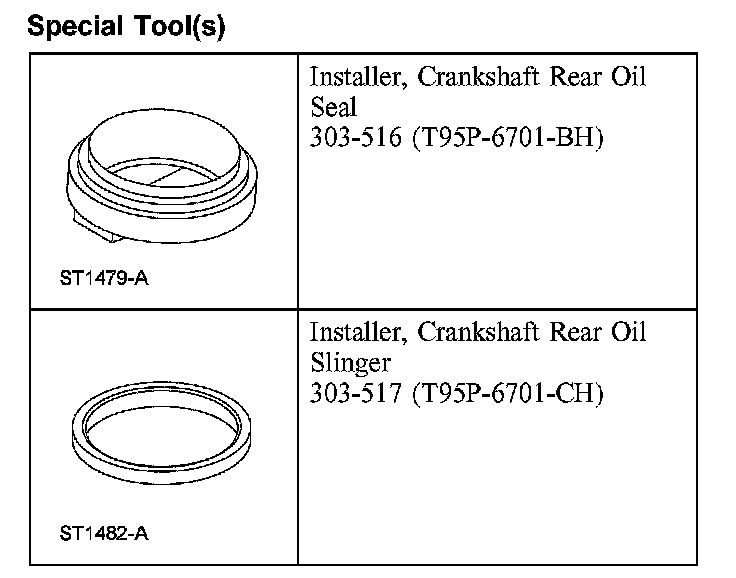 Special Tool(s)
Installer, Crankshaft Rear Oil
Seal
303-516 (T95P-6701-BH)
ST1479-A
Installer, Crankshaft Rear Oil
Slinger
303-517 (T95P-6701-CH)
ST1482-A